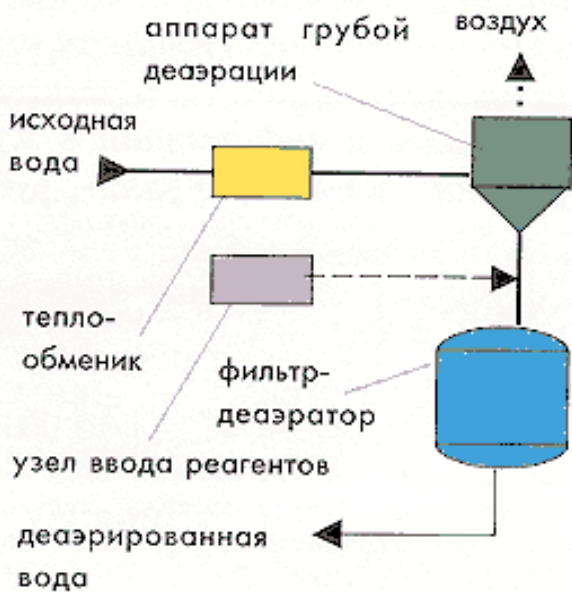 аппарат грубой
деаэрации
воздух
исходная
вода
тепло-
обменик
фильтр-
деаэратор
узел ввода реагентов
деаэрированная
вода